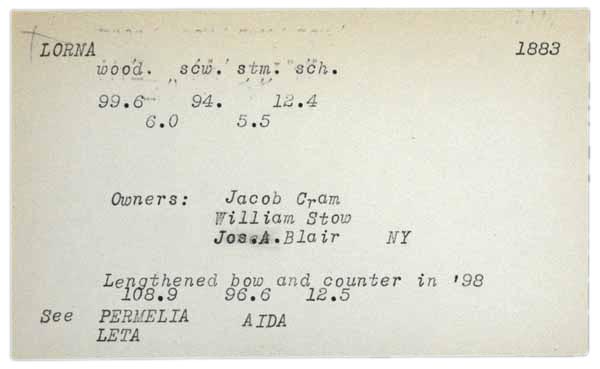 LORNA 1883
wood. scw. stm. sch.
99.6 94. 12.4
6.0 5.5
Owners: Jacob Cram
William Stow
Jos.A.Blair NY
Lengthened bow and counter in '98
108.9 96.6 12.5
See PERMELIA AIDA
LETA